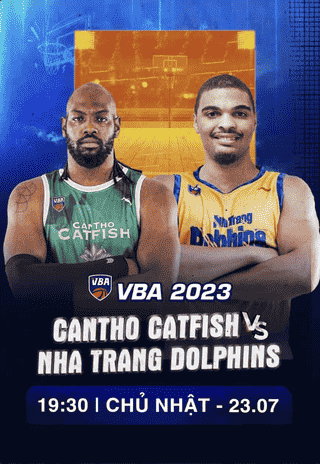 VBA
CANTHO
CATFISH
Nha Trang
Dolphins
VBA
VBA 2023
CANTHO CATFISH VS
NHA TRANG DOLPHINS
19:30 | CHỦ NHẬT - 23.07